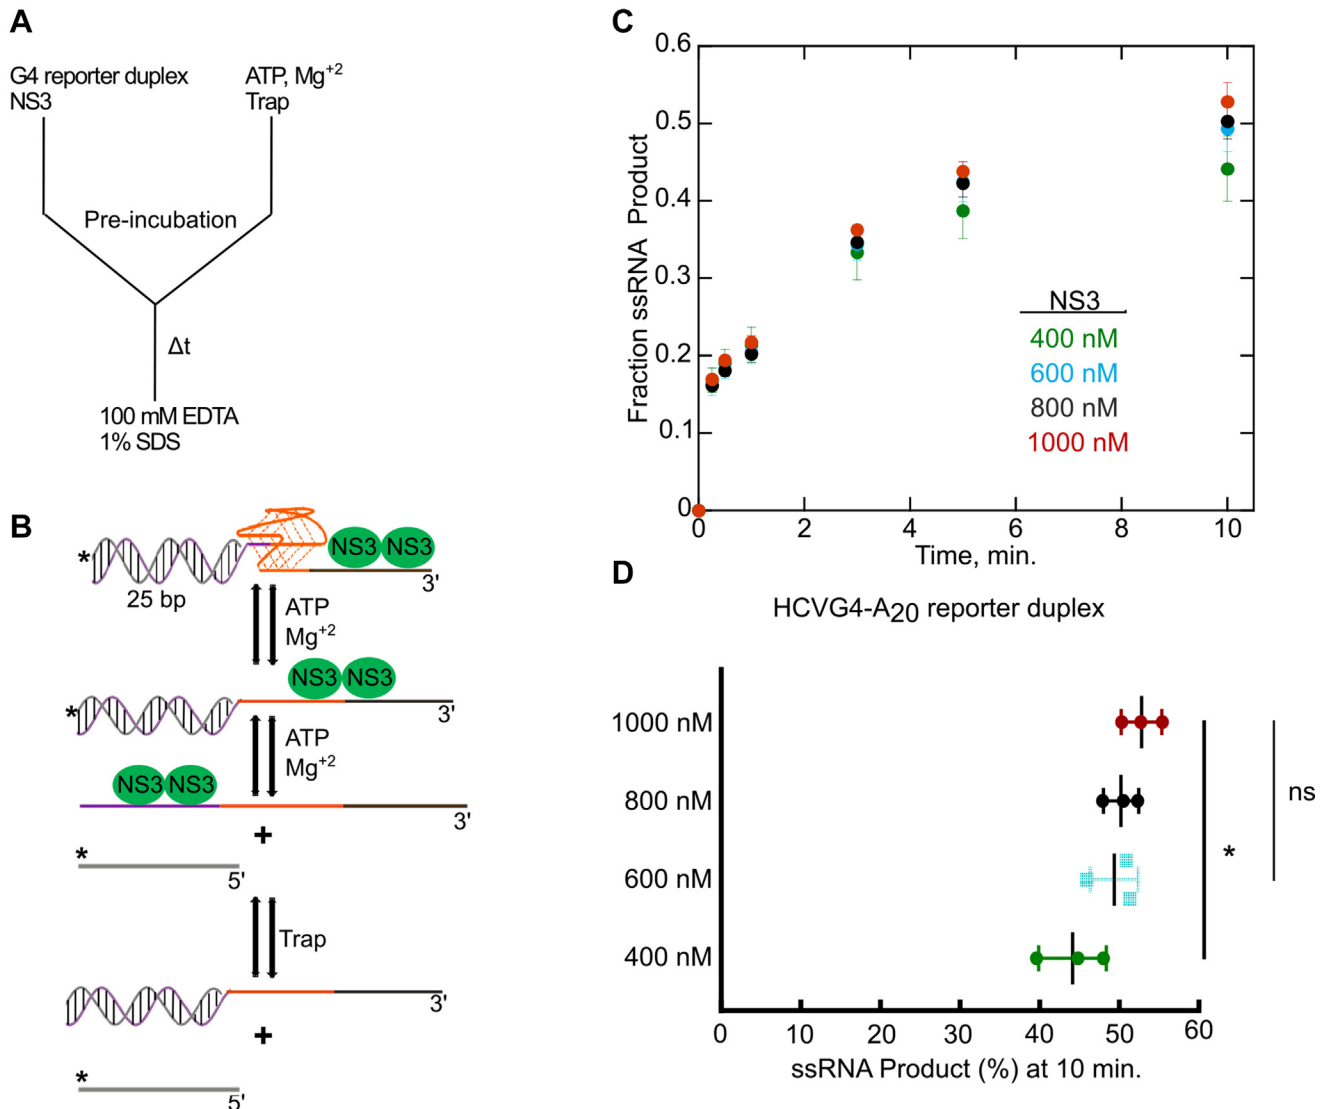 A
G4 reporter duplex
NS3
ATP, Mg+2
Trap
Pre-incubation
Δt
100 mM EDTA
1% SDS
B
NS3 NS3
*
25 bp
3'
ATP
Mg+2
NS3 NS3
*
3'
ATP
Mg+2
NS3 NS3
3'
+
*
5'
Trap
3'
+
*
5'
C
Fraction ssRNA Product
0.6
0.5
0.4
0.3
0.2
0.1
0
0 2 4 6 8 10
Time, min.
NS3
400 nM
600 nM
800 nM
1000 nM
D
HCVG4-A20 reporter duplex
1000 nM
800 nM
600 nM
400 nM
*
ns
0 10 20 30 40 50 60
ssRNA Product (%) at 10 min.